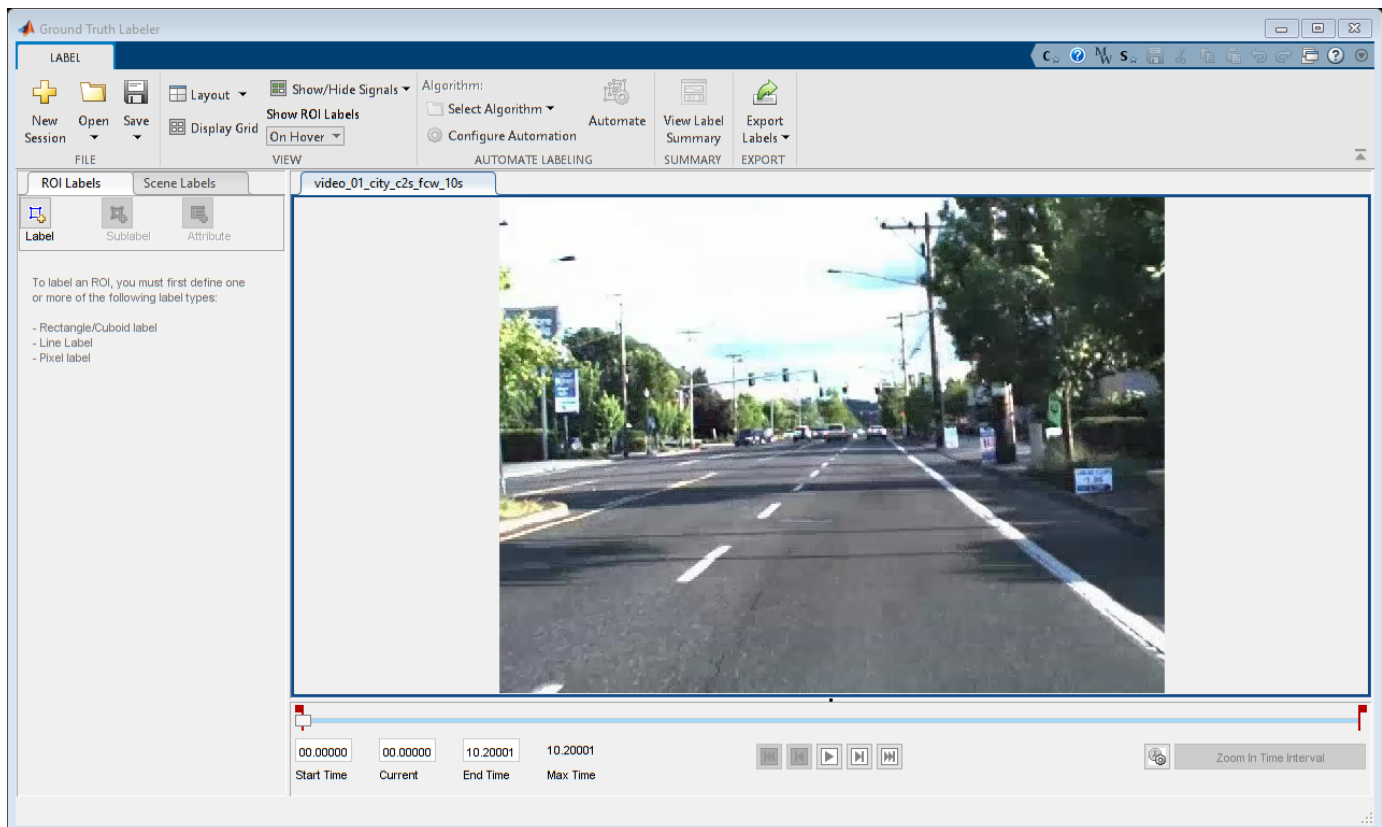 Ground Truth Labeler
LABEL
New Session
Open
Save
FILE
Layout
Display Grid
Show/Hide Signals
Show ROI Labels
On Hover
VIEW
Algorithm:
Select Algorithm
Configure Automation
Automate
AUTOMATE LABELING
View Label Summary
SUMMARY
Export Labels
EXPORT
C
MW
S
ROI Labels
Scene Labels
video_01_city_c2s_fcw_10s
Label
Sublabel
Attribute
To label an ROI, you must first define one
or more of the following label types:
- Rectangle/Cuboid label
- Line Label
- Pixel label
00.00000
00.00000
10.20001
10.20001
Start Time
Current
End Time
Max Time
Zoom In Time Interval